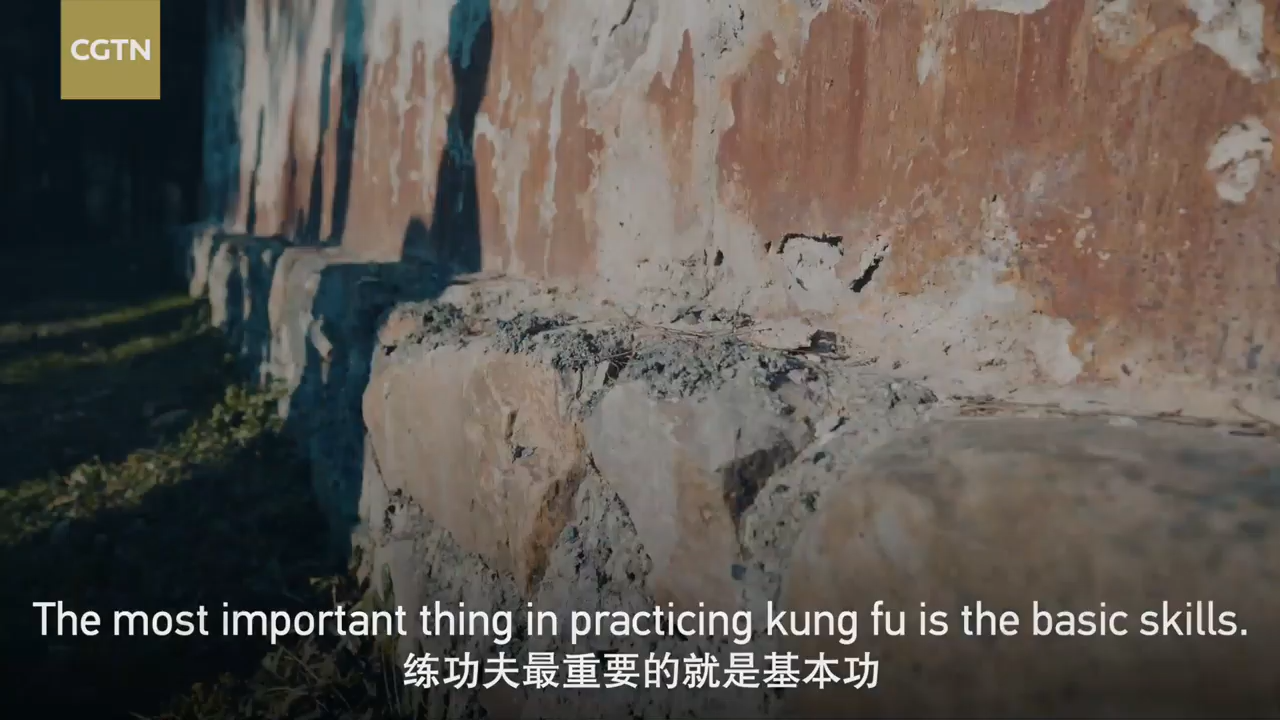 CGTN
The most important thing in practicing kung fu is the basic skills.
练功夫最重要的就是基本功